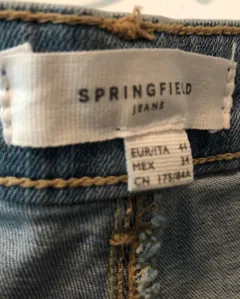 SPRINGFIELD
JEANS
EUR/ITA 44
MEX 34
CN 175/84A